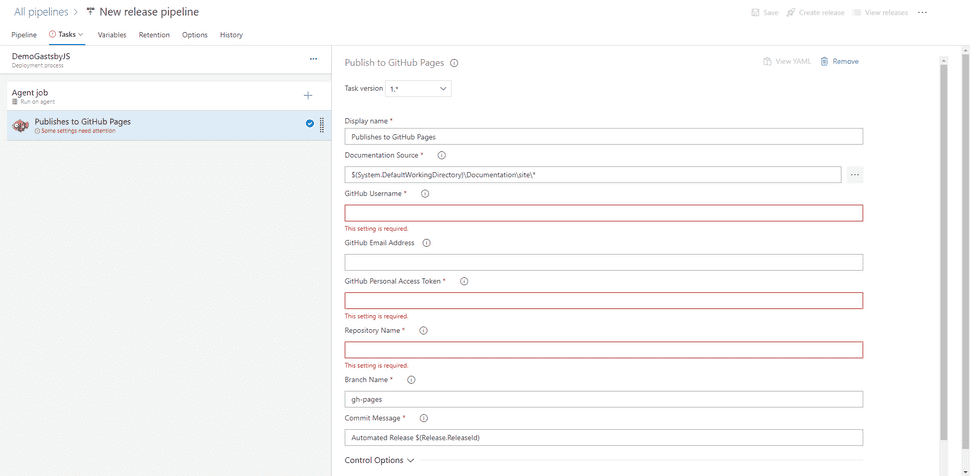 All pipelines > New release pipeline
Save Create release View releases ...
Pipeline Tasks Variables Retention Options History
DemoGastsbyJS
Deployment process
...
Agent job
Run on agent
+
Publishes to GitHub Pages
Some settings need attention
Publish to GitHub Pages
View YAML Remove
Task version 1.*
Display name *
Publishes to GitHub Pages
Documentation Source *
$(System.DefaultWorkingDirectory)\Documentation\site\*
...
GitHub Username *
This setting is required.
GitHub Email Address
GitHub Personal Access Token *
This setting is required.
Repository Name *
This setting is required.
Branch Name *
gh-pages
Commit Message *
Automated Release $(Release.ReleaseId)
Control Options